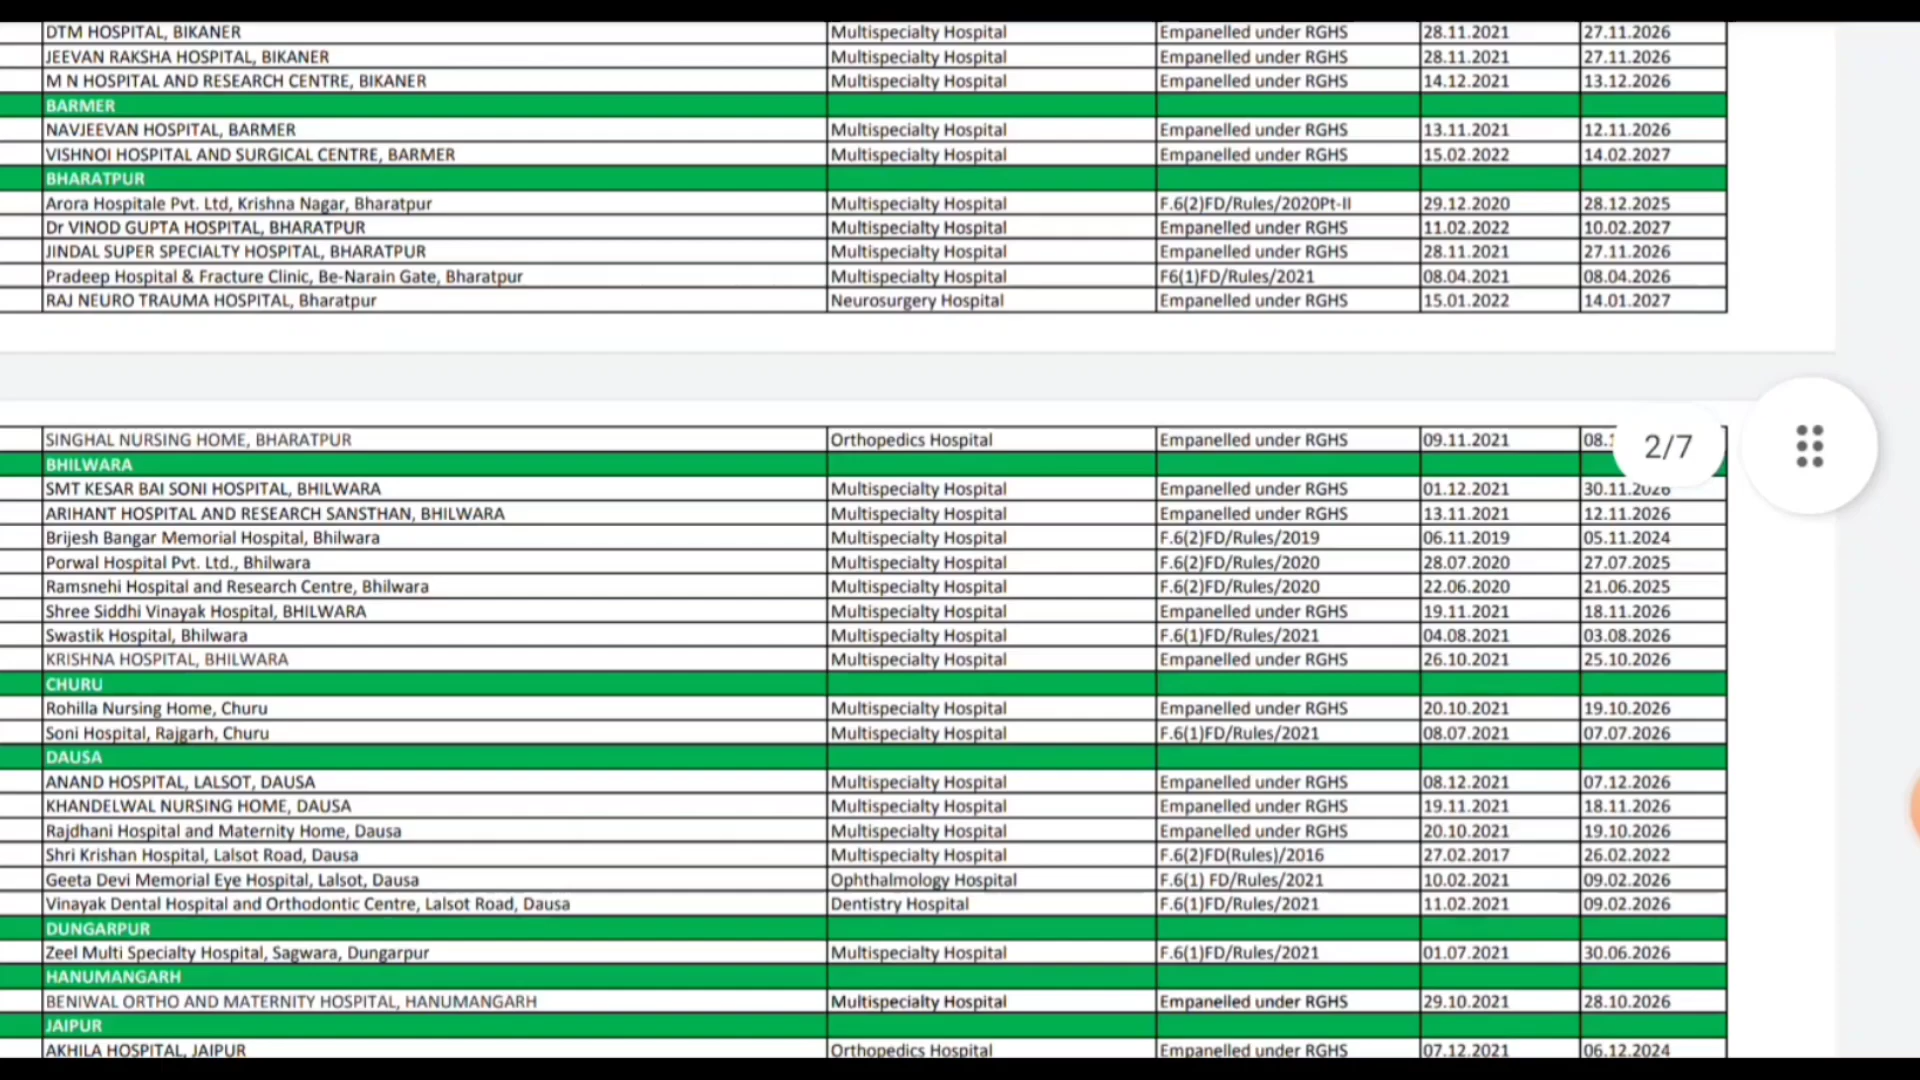 DTM HOSPITAL, BIKANER Multispecialty Hospital Empanelled under RGHS 28.11.2021 27.11.2026
JEEVAN RAKSHA HOSPITAL, BIKANER Multispecialty Hospital Empanelled under RGHS 28.11.2021 27.11.2026
M N HOSPITAL AND RESEARCH CENTRE, BIKANER Multispecialty Hospital Empanelled under RGHS 14.12.2021 13.12.2026
BARMER
NAVJEEVAN HOSPITAL, BARMER Multispecialty Hospital Empanelled under RGHS 13.11.2021 12.11.2026
VISHNOI HOSPITAL AND SURGICAL CENTRE, BARMER Multispecialty Hospital Empanelled under RGHS 15.02.2022 14.02.2027
BHARATPUR
Arora Hospitale Pvt. Ltd, Krishna Nagar, Bharatpur Multispecialty Hospital F.6(2)FD/Rules/2020Pt-II 29.12.2020 28.12.2025
Dr VINOD GUPTA HOSPITAL, BHARATPUR Multispecialty Hospital Empanelled under RGHS 11.02.2022 10.02.2027
JINDAL SUPER SPECIALTY HOSPITAL, BHARATPUR Multispecialty Hospital Empanelled under RGHS 28.11.2021 27.11.2026
Pradeep Hospital & Fracture Clinic, Be-Narain Gate, Bharatpur Multispecialty Hospital F6(1)FD/Rules/2021 08.04.2021 08.04.2026
RAJ NEURO TRAUMA HOSPITAL, Bharatpur Neurosurgery Hospital Empanelled under RGHS 15.01.2022 14.01.2027
SINGHAL NURSING HOME, BHARATPUR Orthopedics Hospital Empanelled under RGHS 09.11.2021 08.1
2/7
BHILWARA
SMT KESAR BAI SONI HOSPITAL, BHILWARA Multispecialty Hospital Empanelled under RGHS 01.12.2021 30.11.2026
ARIHANT HOSPITAL AND RESEARCH SANSTHAN, BHILWARA Multispecialty Hospital Empanelled under RGHS 13.11.2021 12.11.2026
Brijesh Bangar Memorial Hospital, Bhilwara Multispecialty Hospital F.6(2)FD/Rules/2019 06.11.2019 05.11.2024
Porwal Hospital Pvt. Ltd., Bhilwara Multispecialty Hospital F.6(2)FD/Rules/2020 28.07.2020 27.07.2025
Ramsnehi Hospital and Research Centre, Bhilwara Multispecialty Hospital F.6(2)FD/Rules/2020 22.06.2020 21.06.2025
Shree Siddhi Vinayak Hospital, BHILWARA Multispecialty Hospital Empanelled under RGHS 19.11.2021 18.11.2026
Swastik Hospital, Bhilwara Multispecialty Hospital F.6(1)FD/Rules/2021 04.08.2021 03.08.2026
KRISHNA HOSPITAL, BHILWARA Multispecialty Hospital Empanelled under RGHS 26.10.2021 25.10.2026
CHURU
Rohilla Nursing Home, Churu Multispecialty Hospital Empanelled under RGHS 20.10.2021 19.10.2026
Soni Hospital, Rajgarh, Churu Multispecialty Hospital F.6(1)FD/Rules/2021 08.07.2021 07.07.2026
DAUSA
ANAND HOSPITAL, LALSOT, DAUSA Multispecialty Hospital Empanelled under RGHS 08.12.2021 07.12.2026
KHANDELWAL NURSING HOME, DAUSA Multispecialty Hospital Empanelled under RGHS 19.11.2021 18.11.2026
Rajdhani Hospital and Maternity Home, Dausa Multispecialty Hospital Empanelled under RGHS 20.10.2021 19.10.2026
Shri Krishan Hospital, Lalsot Road, Dausa Multispecialty Hospital F.6(2)FD(Rules)/2016 27.02.2017 26.02.2022
Geeta Devi Memorial Eye Hospital, Lalsot, Dausa Ophthalmology Hospital F.6(1) FD/Rules/2021 10.02.2021 09.02.2026
Vinayak Dental Hospital and Orthodontic Centre, Lalsot Road, Dausa Dentistry Hospital F.6(1)FD/Rules/2021 11.02.2021 09.02.2026
DUNGARPUR
Zeel Multi Specialty Hospital, Sagwara, Dungarpur Multispecialty Hospital F.6(1)FD/Rules/2021 01.07.2021 30.06.2026
HANUMANGARH
BENIWAL ORTHO AND MATERNITY HOSPITAL, HANUMANGARH Multispecialty Hospital Empanelled under RGHS 29.10.2021 28.10.2026
JAIPUR
AKHILA HOSPITAL, JAIPUR Orthopedics Hospital Empanelled under RGHS 07.12.2021 06.12.2024